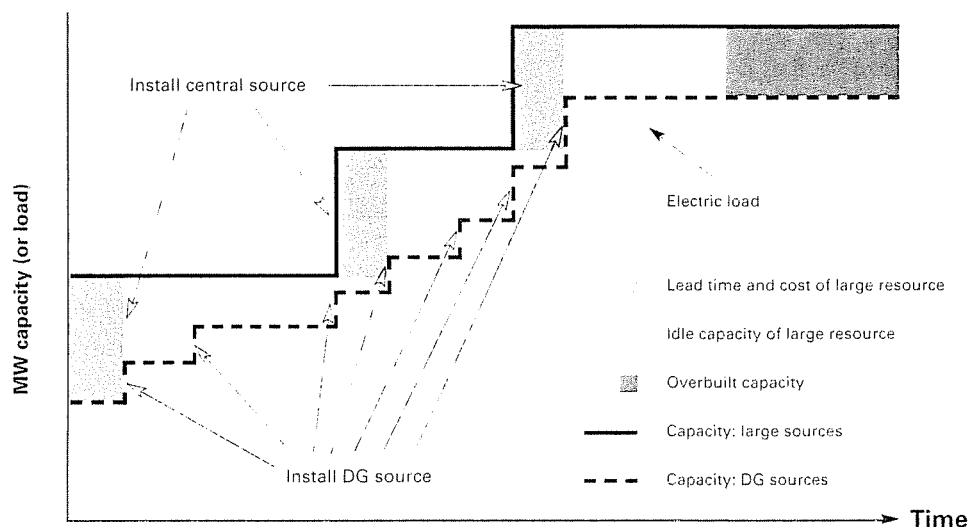 Install central source
MW capacity (or load)
Electric load
Lead time and cost of large resource
Idle capacity of large resource
Overbuilt capacity
Capacity: large sources
Install DG source
Capacity: DG sources
Time